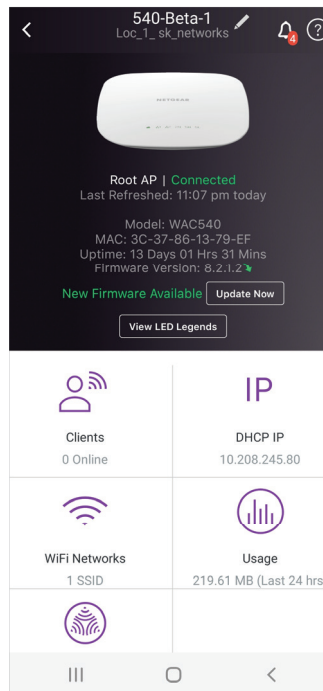 540-Beta-1
Loc_1_ sk_networks
4
?
NETGEAR
Root AP | Connected
Last Refreshed: 11:07 pm today
Model: WAC540
MAC: 3C-37-86-13-79-EF
Uptime: 13 Days 01 Hrs 31 Mins
Firmware Version: 8.2.1.2
New Firmware Available Update Now
View LED Legends
IP
Clients
0 Online
DHCP IP
10.208.245.80
WiFi Networks
1 SSID
Usage
219.61 MB (Last 24 hrs